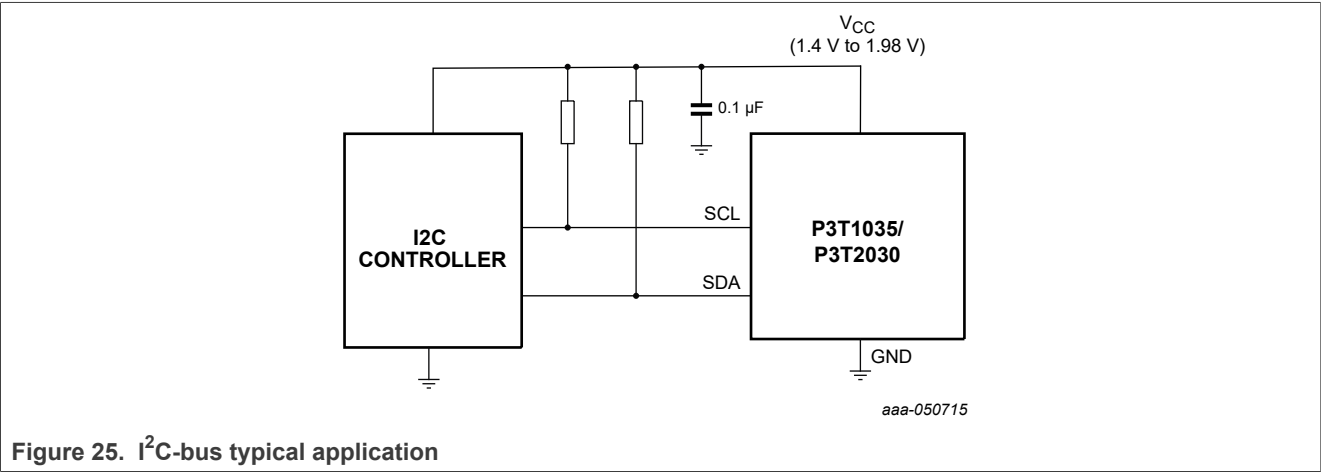 V_CC
(1.4 V to 1.98 V)
0.1 µF
SCL
I2C
CONTROLLER
P3T1035/
P3T2030
SDA
GND
aaa-050715
Figure 25. I²C-bus typical application